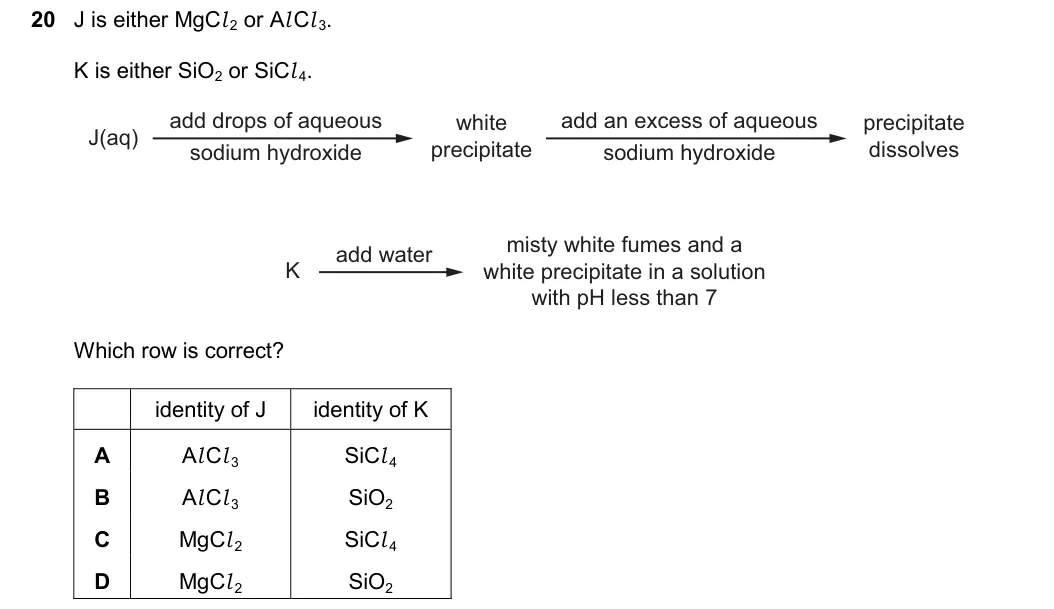 20 J is either MgCl₂ or AlCl₃.
K is either SiO₂ or SiCl₄.
J(aq) add drops of aqueous sodium hydroxide white precipitate add an excess of aqueous sodium hydroxide precipitate dissolves
K add water misty white fumes and a white precipitate in a solution with pH less than 7
Which row is correct?
identity of J identity of K
A AlCl₃ SiCl₄
B AlCl₃ SiO₂
C MgCl₂ SiCl₄
D MgCl₂ SiO₂